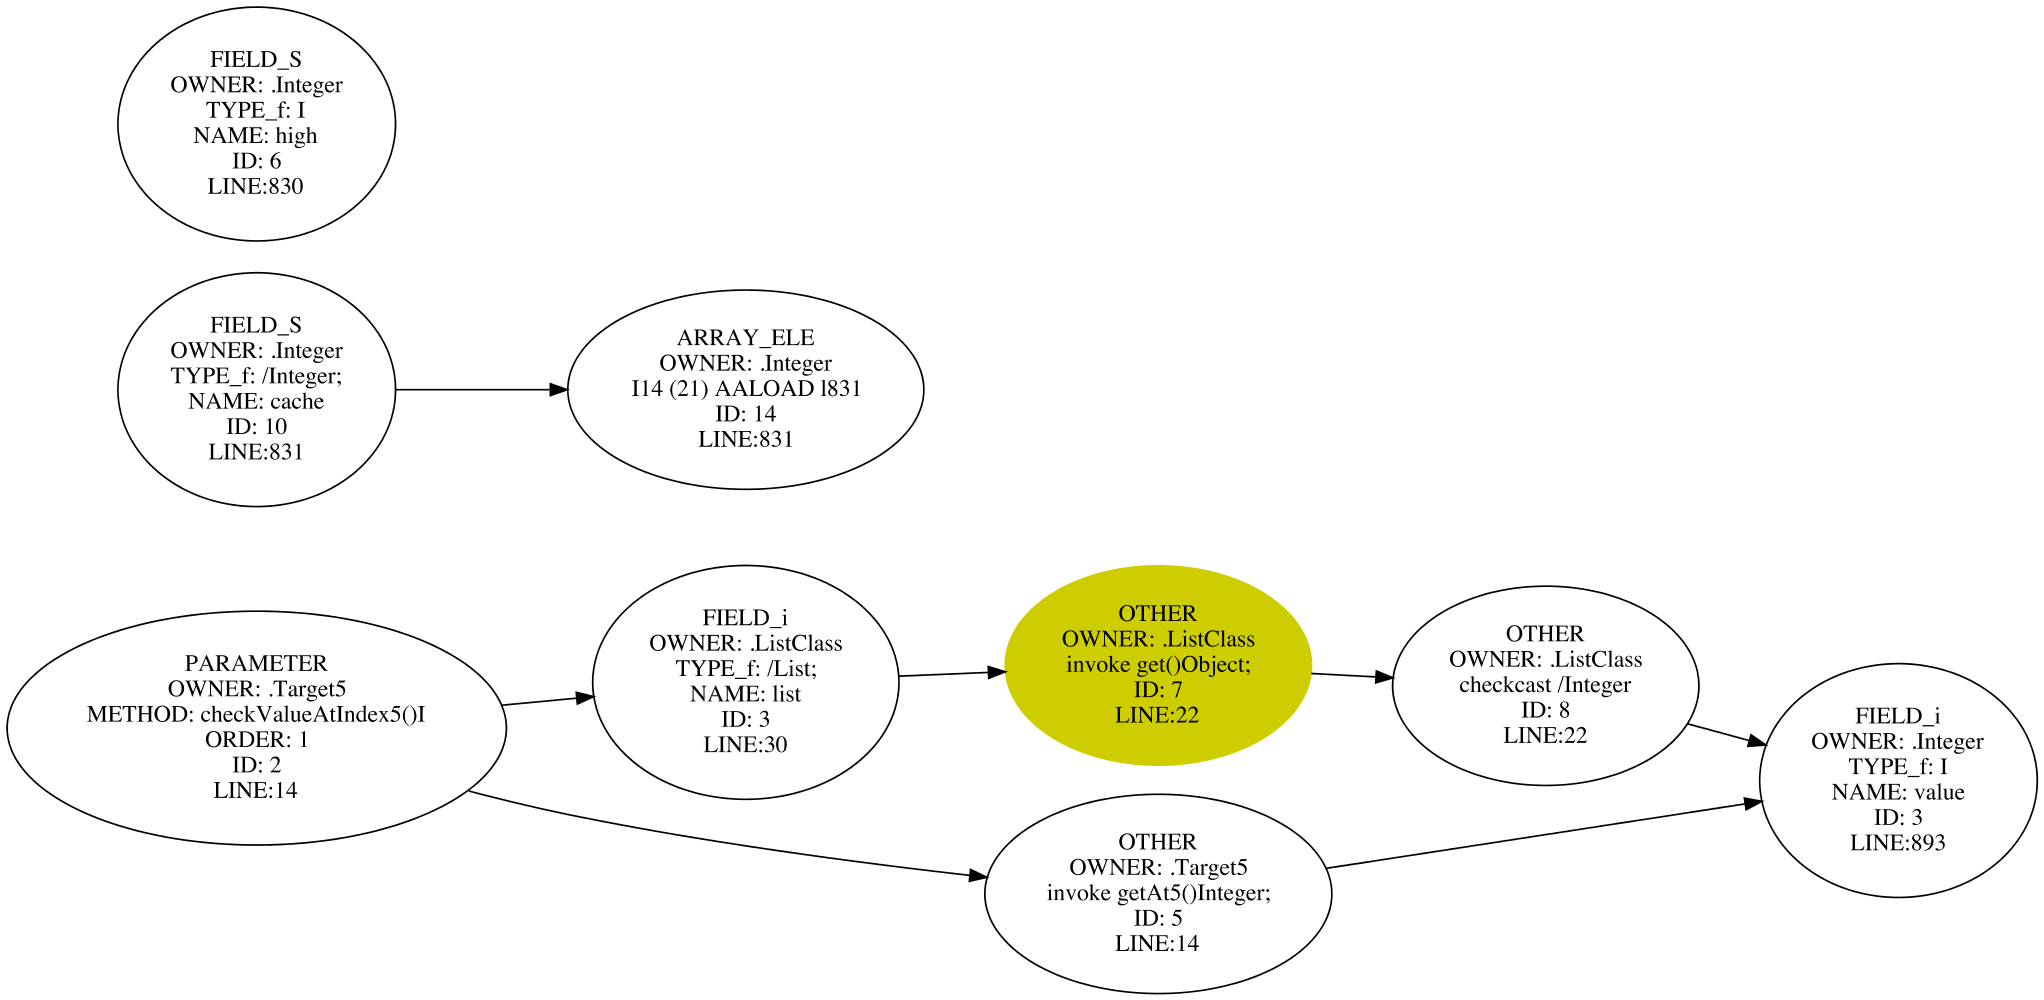 FIELD_S
OWNER: .Integer
TYPE_f: I
NAME: high
ID: 6
LINE:830
FIELD_S
OWNER: .Integer
TYPE_f: /Integer;
NAME: cache
ID: 10
LINE:831
ARRAY_ELE
OWNER: .Integer
I14 (21) AALOAD l831
ID: 14
LINE:831
PARAMETER
OWNER: .Target5
METHOD: checkValueAtIndex5()I
ORDER: 1
ID: 2
LINE:14
FIELD_i
OWNER: .ListClass
TYPE_f: /List;
NAME: list
ID: 3
LINE:30
OTHER
OWNER: .ListClass
invoke get()Object;
ID: 7
LINE:22
OTHER
OWNER: .ListClass
checkcast /Integer
ID: 8
LINE:22
OTHER
OWNER: .Target5
invoke getAt5()Integer;
ID: 5
LINE:14
FIELD_i
OWNER: .Integer
TYPE_f: I
NAME: value
ID: 3
LINE:893